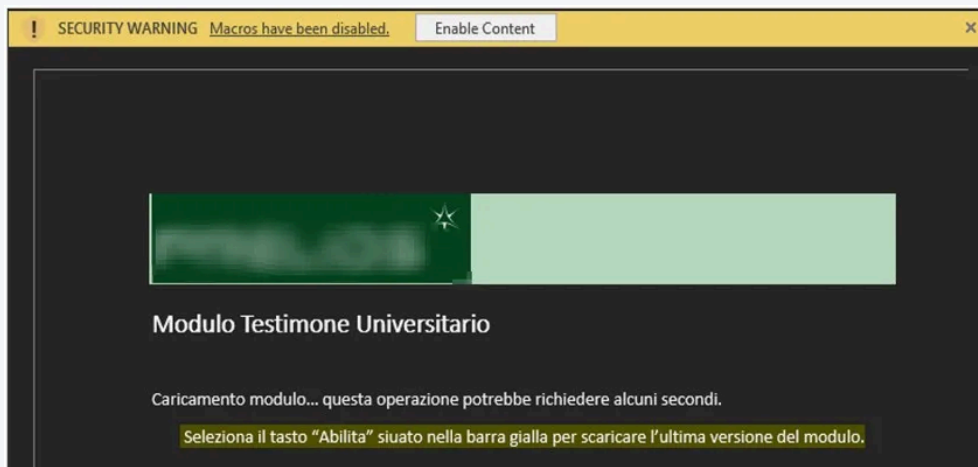 ! SECURITY WARNING Macros have been disabled. Enable Content ×
Modulo Testimone Universitario
Caricamento modulo... questa operazione potrebbe richiedere alcuni secondi.
Seleziona il tasto “Abilita” siuato nella barra gialla per scaricare l’ultima versione del modulo.